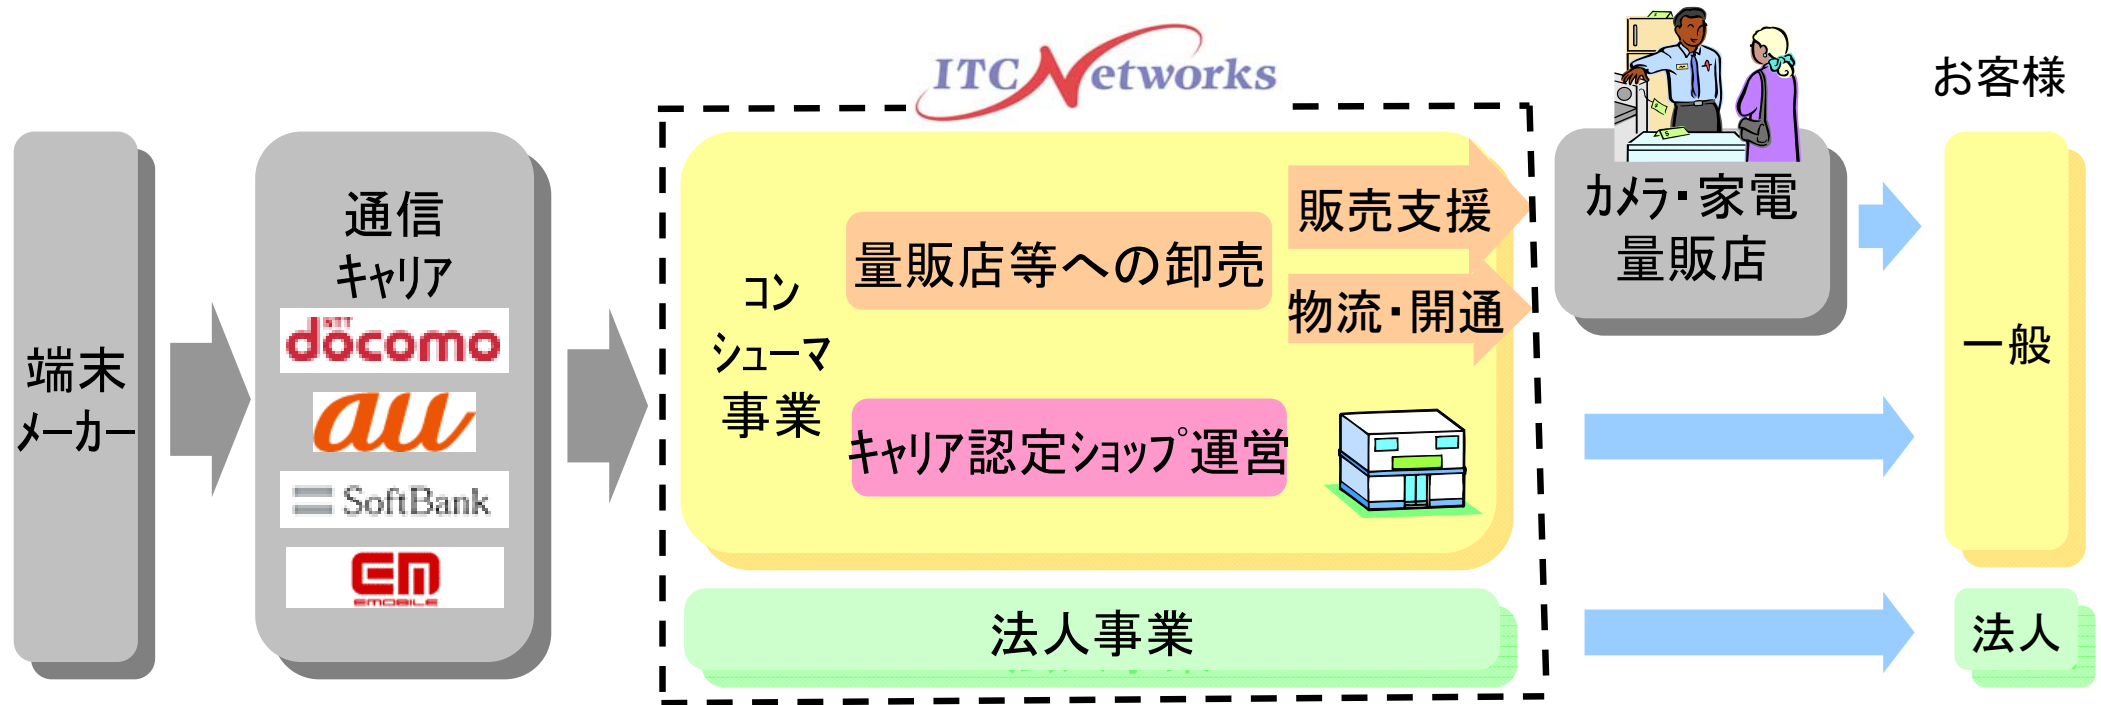 ITCNetworks
お客様
端末
メーカー
通信
キャリア
NTT
docomo
au
SoftBank
EM
EMOBILE
コン
シューマ
事業
量販店等への卸売
販売支援
物流・開通
キャリア認定ショップ運営
法人事業
カメラ・家電
量販店
一般
法人